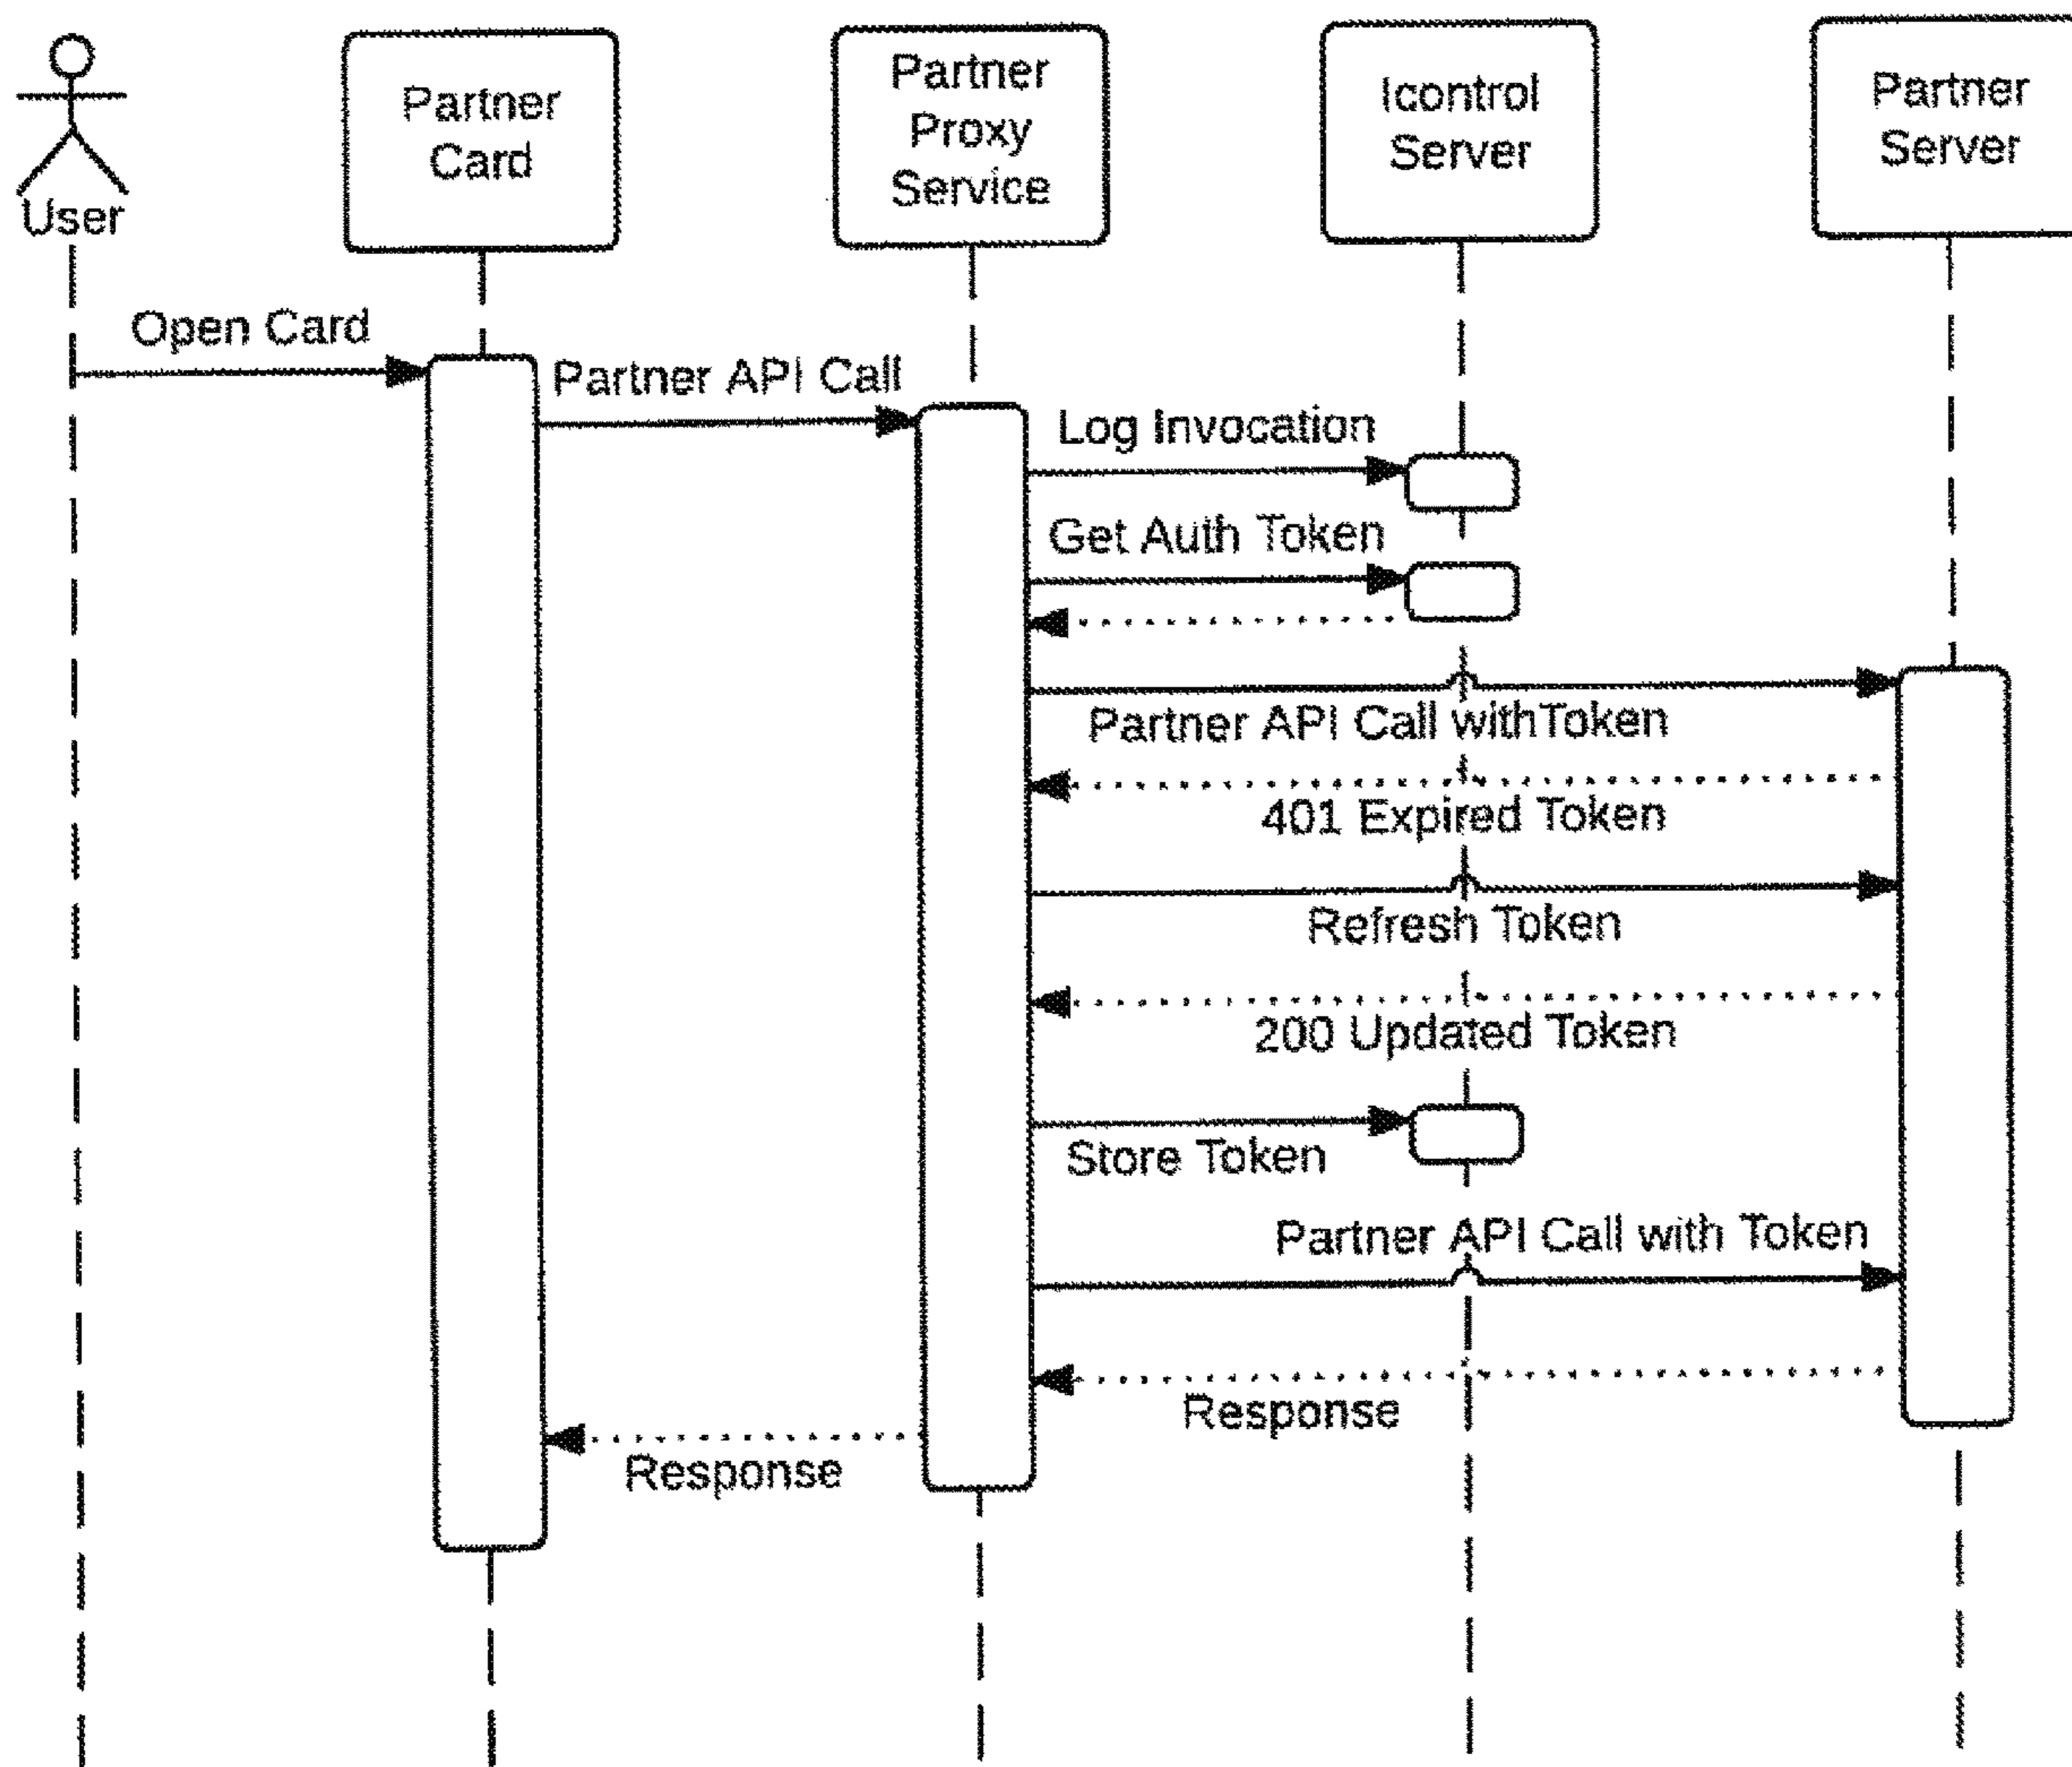 User
Partner
Card
Partner
Proxy
Service
Icontrol
Server
Partner
Server
Open Card
Partner API Call
Log Invocation
Get Auth Token
Partner API Call withToken
401 Expired Token
Refresh Token
200 Updated Token
Store Token
Partner API Call with Token
Response
Response